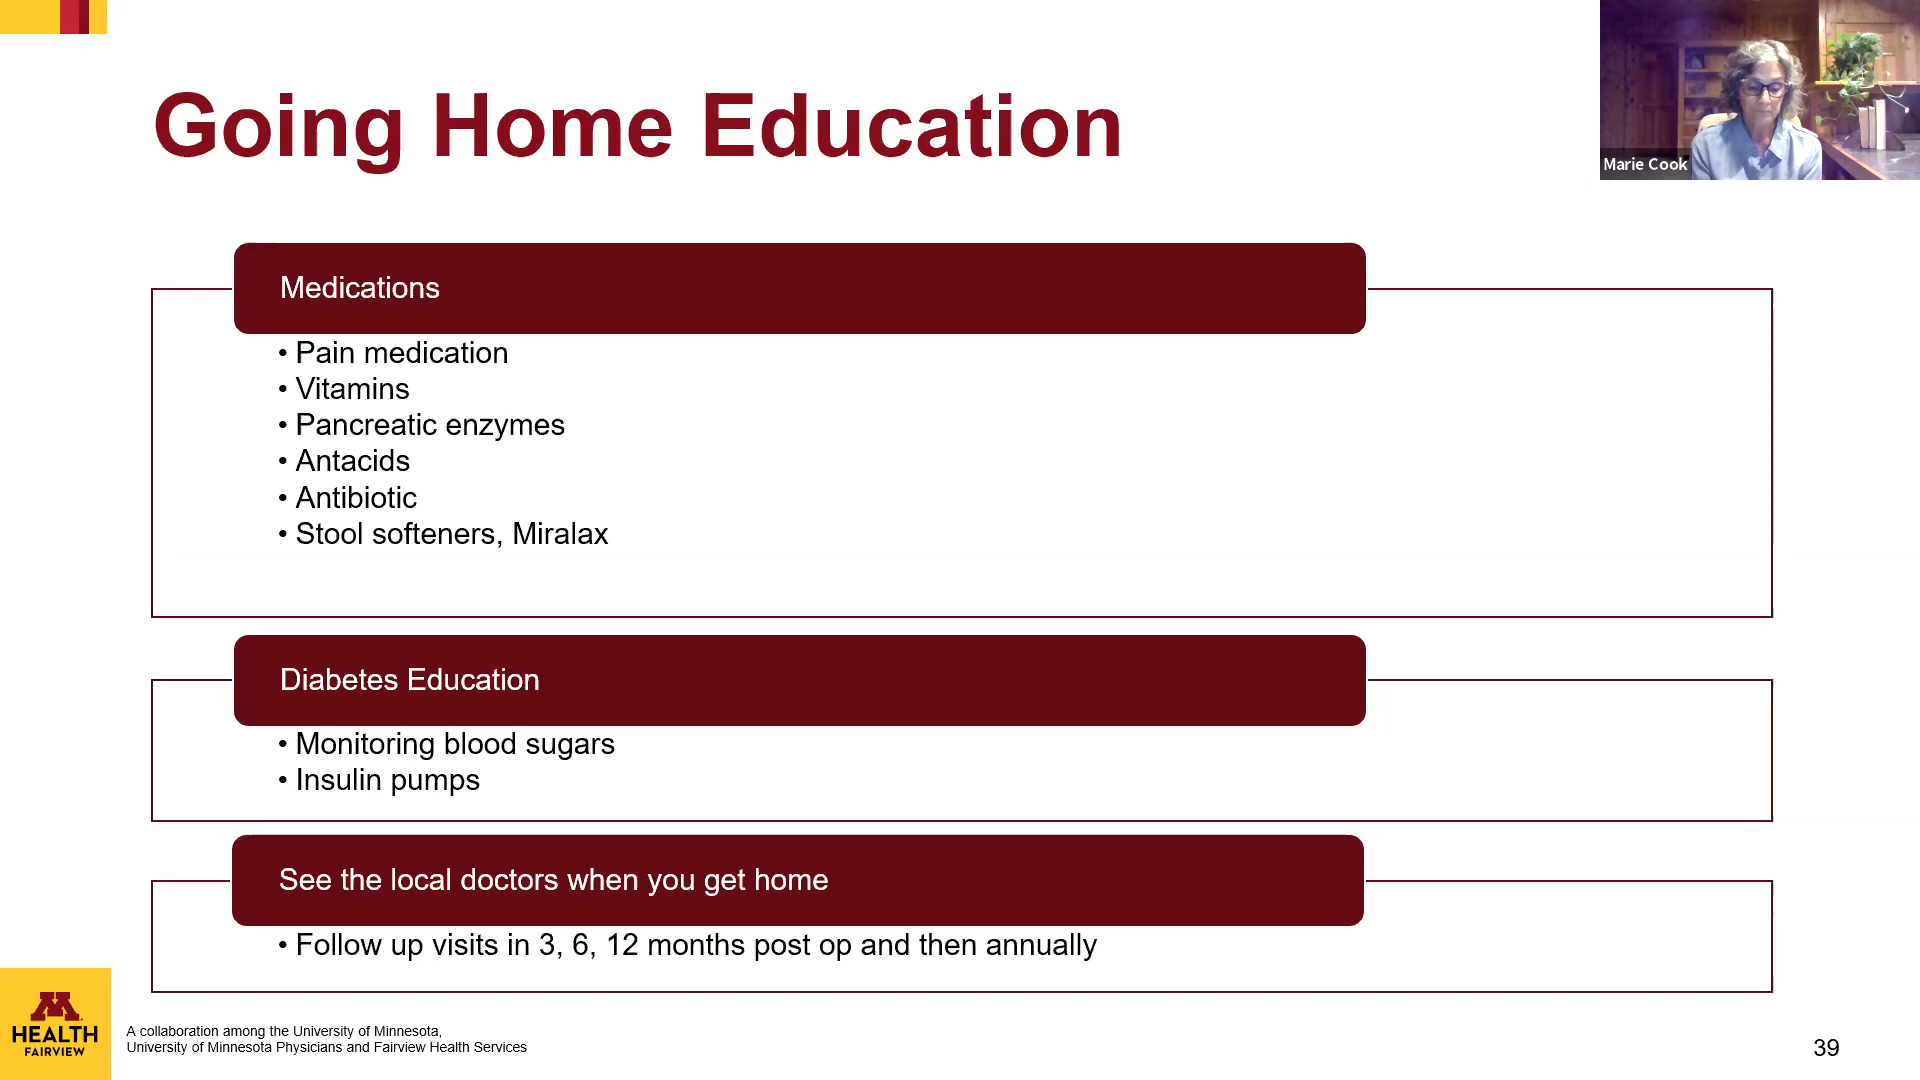 Going Home Education
Marie Cook
Medications
• Pain medication
• Vitamins
• Pancreatic enzymes
• Antacids
• Antibiotic
• Stool softeners, Miralax
Diabetes Education
• Monitoring blood sugars
• Insulin pumps
See the local doctors when you get home
• Follow up visits in 3, 6, 12 months post op and then annually
M
HEALTH
FAIRVIEW
A collaboration among the University of Minnesota,
University of Minnesota Physicians and Fairview Health Services
39